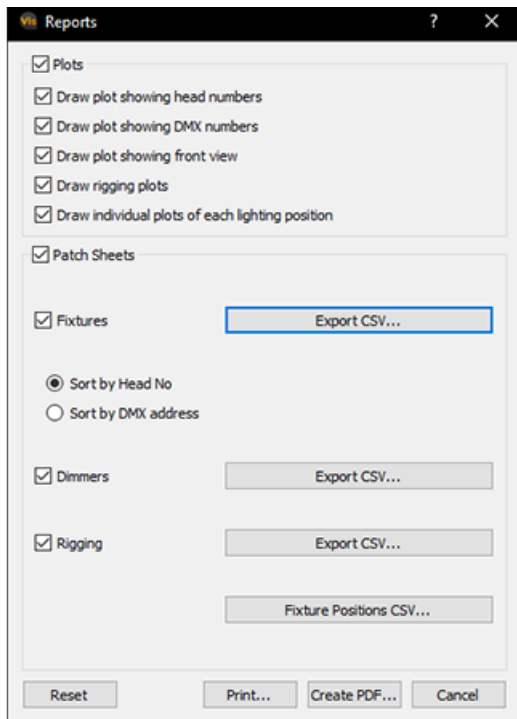 Vis Reports ? ×
Plots
Draw plot showing head numbers
Draw plot showing DMX numbers
Draw plot showing front view
Draw rigging plots
Draw individual plots of each lighting position
Patch Sheets
Fixtures Export CSV...
Sort by Head No
Sort by DMX address
Dimmers Export CSV...
Rigging Export CSV...
Fixture Positions CSV...
Reset Print... Create PDF... Cancel